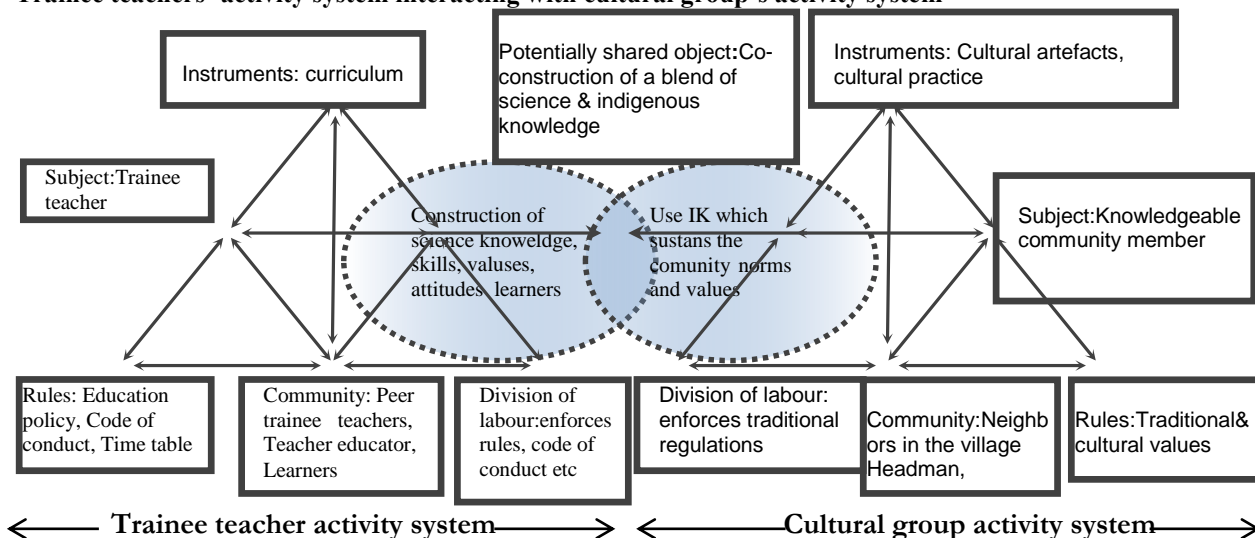 Trainee teachers' activity system interacting with cultural group's activity system
Instruments: curriculum
Potentially shared object:Co-
construction of a blend of
science & indigenous
knowledge
Instruments: Cultural artefacts,
cultural practice
Subject:Trainee
teacher
Construction of
science knoweldge,
skills, valuses,
attitudes learners
Use IK which
sustans the
comunity norms
and values
Subject:Knowledgeable
community member
Rules: Education
policy, Code of
conduct, Time table
Community: Peer
trainee teachers,
Teacher educator,
Learners
Division of
labour:enforces
rules, code of
conduct etc
Division of labour:
enforces traditional
regulations
Community:Neighb
ors in the village
Headman,
Rules:Traditional&
cultural values
Trainee teacher activity system
Cultural group activity system